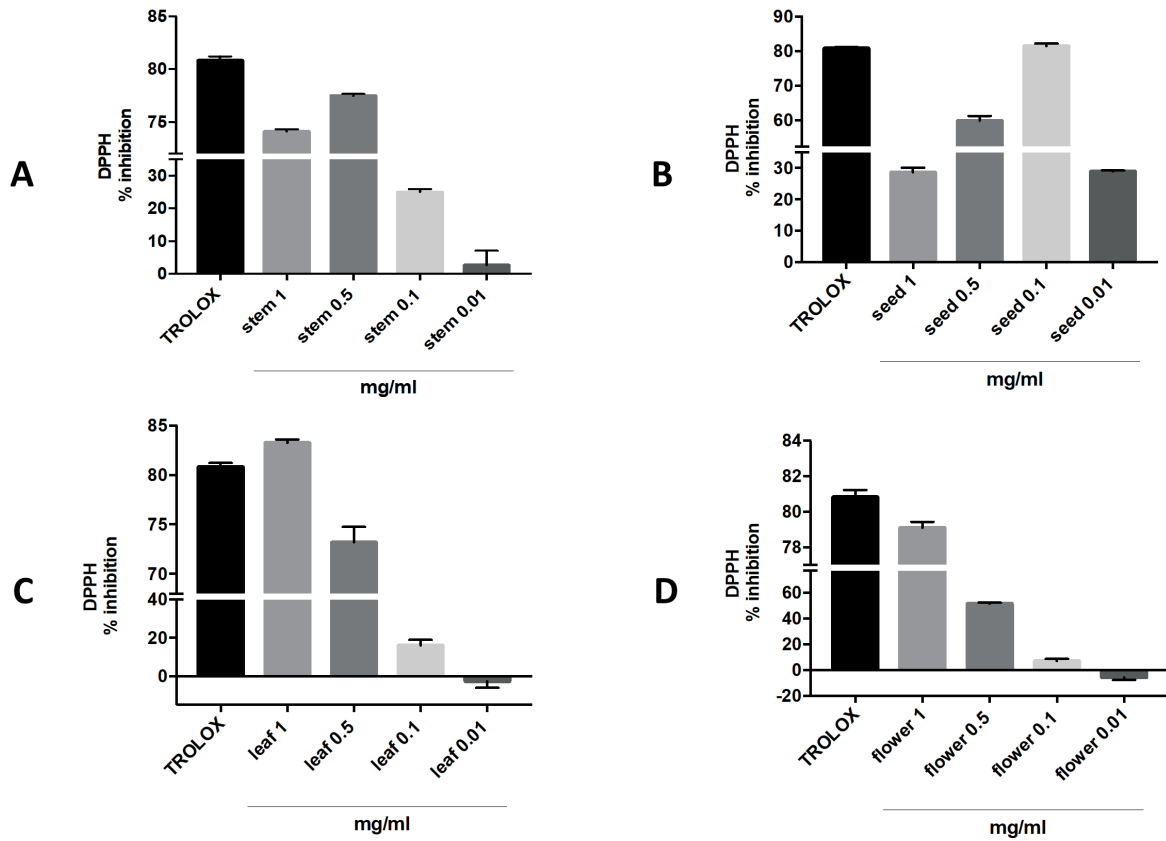 A
DPPH
% inhibition
85
80
75
30
20
10
0
TROLOX
stem 1
stem 0.5
stem 0.1
stem 0.01
mg/ml
B
DPPH
% inhibition
90
80
70
60
30
20
10
0
TROLOX
seed 1
seed 0.5
seed 0.1
seed 0.01
mg/ml
C
DPPH
% inhibition
85
80
75
70
40
20
0
TROLOX
leaf 1
leaf 0.5
leaf 0.1
leaf 0.01
mg/ml
D
DPPH
% inhibition
84
82
80
78
60
40
20
0
-20
TROLOX
flower 1
flower 0.5
flower 0.1
flower 0.01
mg/ml